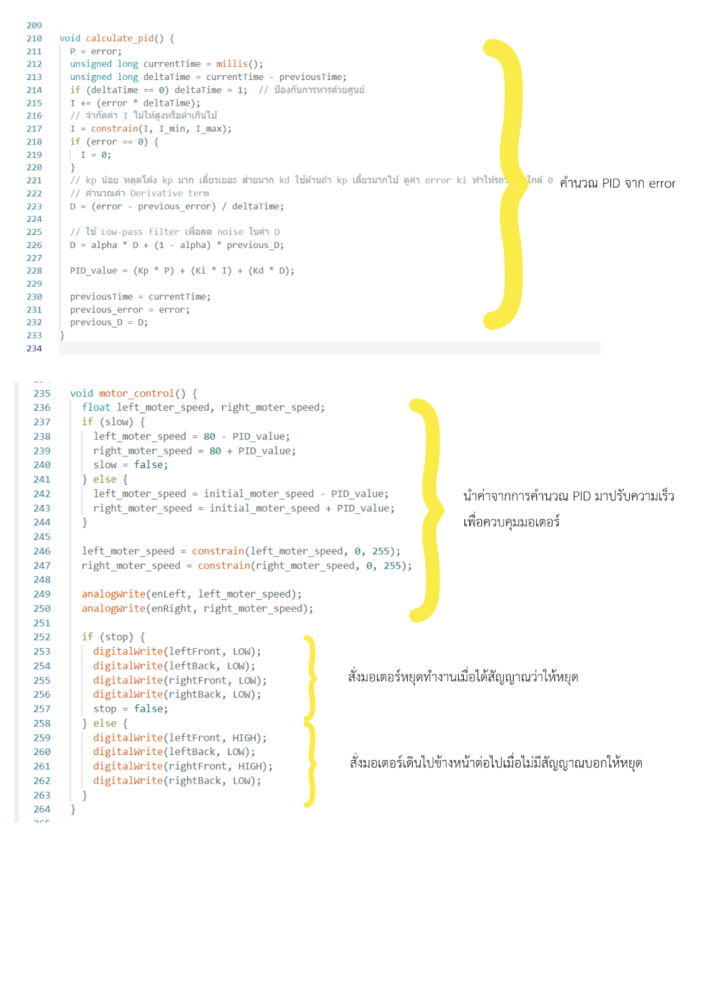 209
210 void calculate_pid() {
211 P = error;
212 unsigned long currentTime = millis();
213 unsigned long deltaTime = currentTime - previousTime;
214 if (deltaTime == 0) deltaTime = 1; // ป้องกันการหารด้วยศูนย์
215 I += (error * deltaTime);
216 // จำกัดค่า I ไม่ให้สูงหรือต่ำเกินไป
217 I = constrain(I, I_min, I_max);
218 if (error == 0) {
219 I = 0;
220 }
221 // kp น้อย หลุดโค้ง kp มาก เลี้ยวเยอะ ส่ายมาก kd ใช้ต้านถ้า kp เลี้ยวมากไป ดูค่า error ki ทำให้รถ ใกล้ 0
คำนวณ PID จาก error
222 // คำนวณค่า Derivative term
223 D = (error - previous_error) / deltaTime;
224
225 // ใช้ Low-pass filter เพื่อลด noise ในค่า D
226 D = alpha * D + (1 - alpha) * previous_D;
227
228 PID_value = (Kp * P) + (Ki * I) + (Kd * D);
229
230 previousTime = currentTime;
231 previous_error = error;
232 previous_D = D;
233 }
234
235 void motor_control() {
236 float left_moter_speed, right_moter_speed;
237 if (slow) {
238 left_moter_speed = 80 - PID_value;
239 right_moter_speed = 80 + PID_value;
240 slow = false;
241 } else {
242 left_moter_speed = initial_moter_speed - PID_value;
243 right_moter_speed = initial_moter_speed + PID_value;
244 }
นำค่าจากการคำนวณ PID มาปรับความเร็ว
เพื่อควบคุมมอเตอร์
245
246 left_moter_speed = constrain(left_moter_speed, 0, 255);
247 right_moter_speed = constrain(right_moter_speed, 0, 255);
248
249 analogWrite(enLeft, left_moter_speed);
250 analogWrite(enRight, right_moter_speed);
251
252 if (stop) {
253 digitalWrite(leftFront, LOW);
254 digitalWrite(leftBack, LOW);
255 digitalWrite(rightFront, LOW);
256 digitalWrite(rightBack, LOW);
257 stop = false;
สั่งมอเตอร์หยุดทำงานเมื่อได้สัญญาณว่าให้หยุด
258 } else {
259 digitalWrite(leftFront, HIGH);
260 digitalWrite(leftBack, LOW);
261 digitalWrite(rightFront, HIGH);
262 digitalWrite(rightBack, LOW);
263 }
สั่งมอเตอร์เดินไปข้างหน้าต่อไปเมื่อไม่มีสัญญาณบอกให้หยุด
264 }